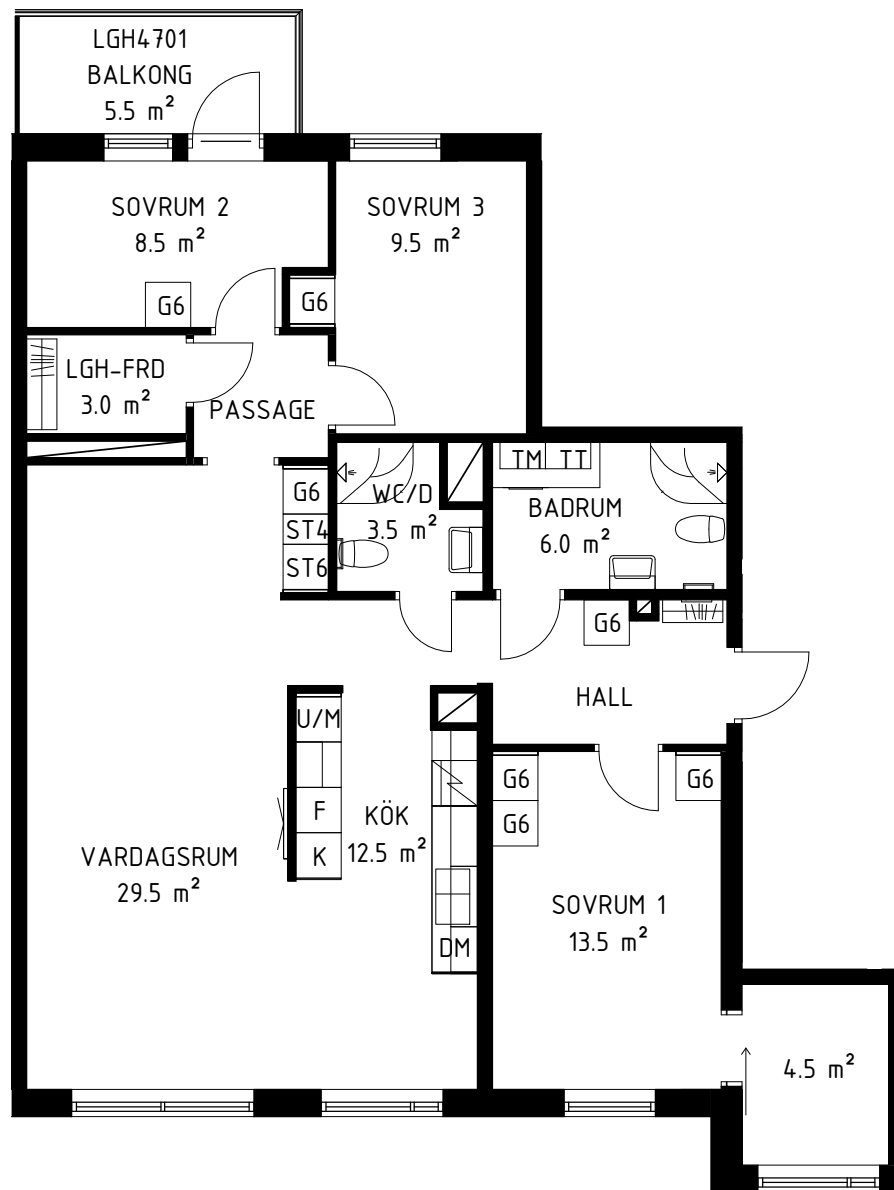 LGH4701
BALKONG
5.5 m²
SOVRUM 2
8.5 m²
SOVRUM 3
9.5 m²
G6
G6
LGH-FRD
3.0 m²
PASSAGE
G6
ST4
ST6
WC/D
3.5 m²
TM TT
BADRUM
6.0 m²
G6
HALL
U/M
F
K
KÖK
12.5 m²
DM
VARDAGSRUM
29.5 m²
G6
G6
G6
SOVRUM 1
13.5 m²
4.5 m²